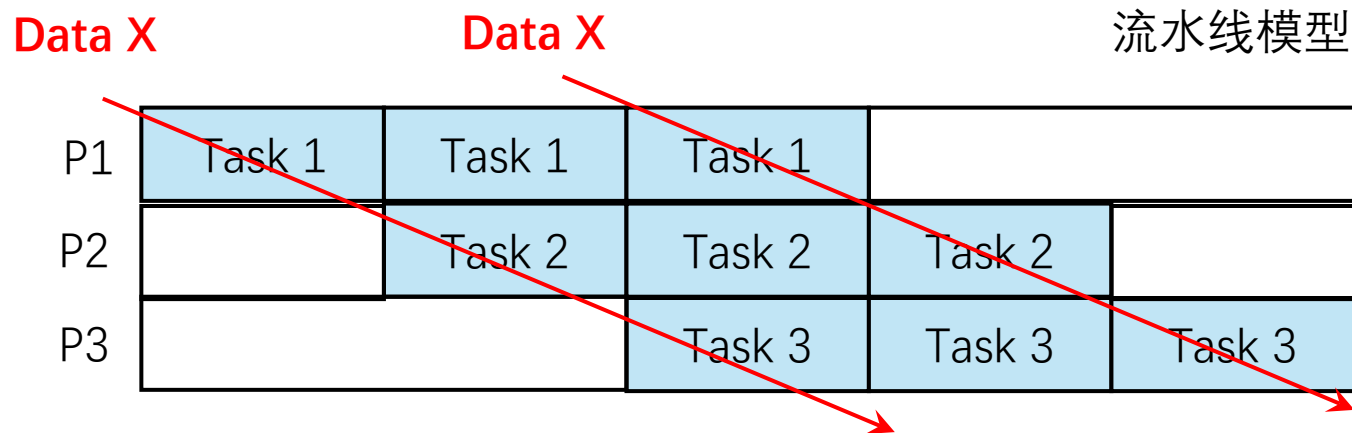 Data X Data X 流水线模型
P1 Task 1 Task 1 Task 1
P2 Task 2 Task 2 Task 2
P3 Task 3 Task 3 Task 3